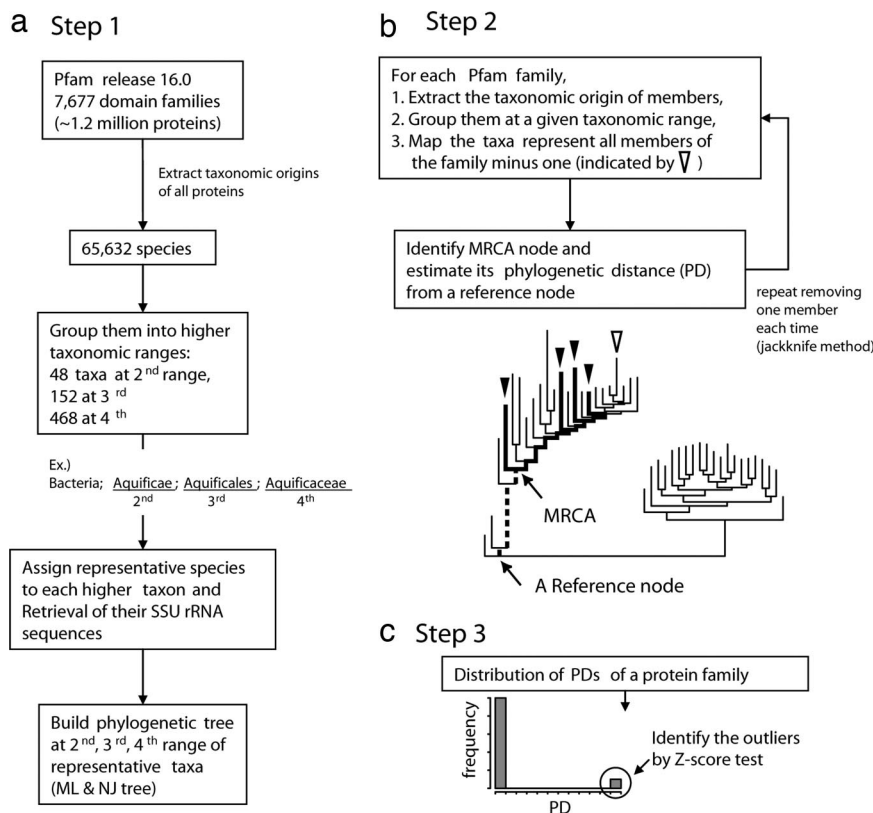 a Step 1
Pfam release 16.0
7,677 domain families
(~1.2 million proteins)
Extract taxonomic origins
of all proteins
65,632 species
Group them into higher
taxonomic ranges:
48 taxa at 2nd range,
152 at 3rd
468 at 4th
Ex.)
Bacteria; Aquificae; Aquificales; Aquificaceae
2nd 3rd 4th
Assign representative species
to each higher taxon and
Retrieval of their SSU rRNA
sequences
Build phylogenetic tree
at 2nd, 3rd, 4th range of
representative taxa
(ML & NJ tree)
b Step 2
For each Pfam family,
1. Extract the taxonomic origin of members,
2. Group them at a given taxonomic range,
3. Map the taxa represent all members of
the family minus one (indicated by ▽ )
Identify MRCA node and
estimate its phylogenetic distance (PD)
from a reference node
repeat removing
one member
each time
(jackknife method)
MRCA
A Reference node
c Step 3
Distribution of PDs of a protein family
frequency
Identify the outliers
by Z-score test
PD